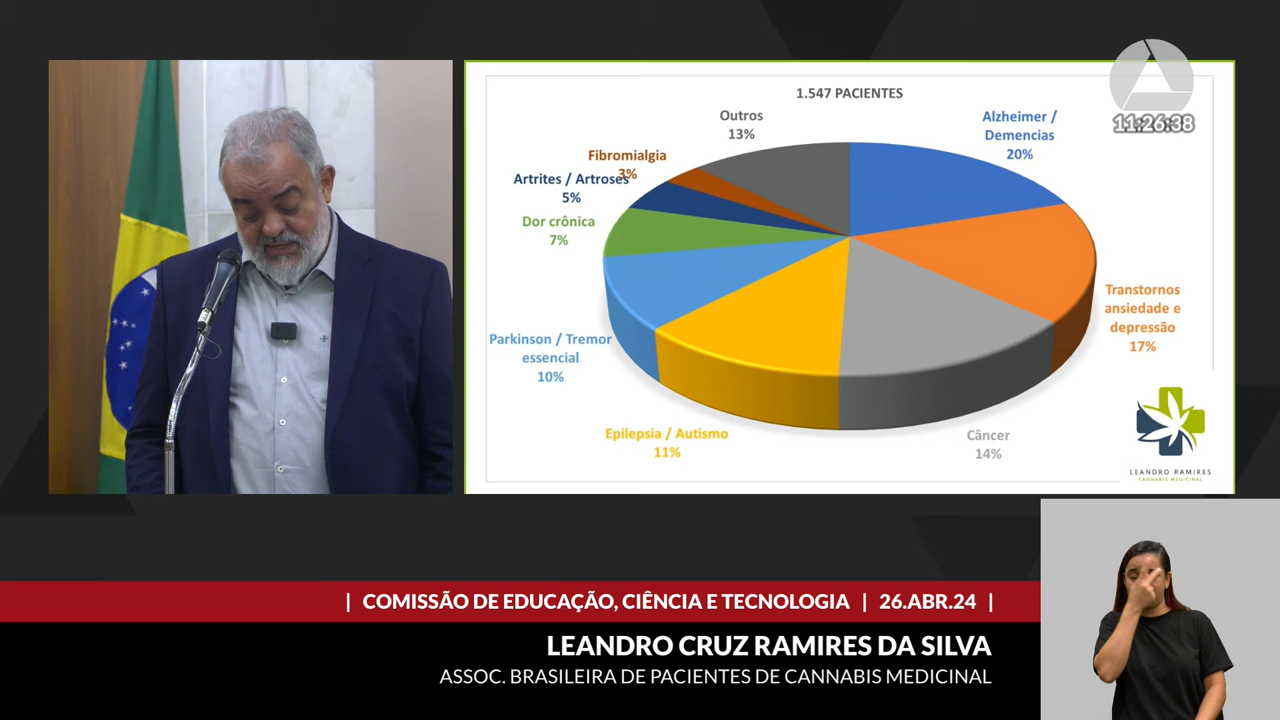 1.547 PACIENTES
11:26:38
Outros
13%
Alzheimer /
Demencias
20%
Fibromialgia
3%
Artrites / Artroses
5%
Dor crônica
7%
Transtornos
ansiedade e
depressão
17%
Parkinson / Tremor
essencial
10%
Epilepsia / Autismo
11%
Câncer
14%
LEANDRO RAMIRES
CANNABIS MEDICINAL
| COMISSÃO DE EDUCAÇÃO, CIÊNCIA E TECNOLOGIA | 26.ABR.24 |
LEANDRO CRUZ RAMIRES DA SILVA
ASSOC. BRASILEIRA DE PACIENTES DE CANNABIS MEDICINAL